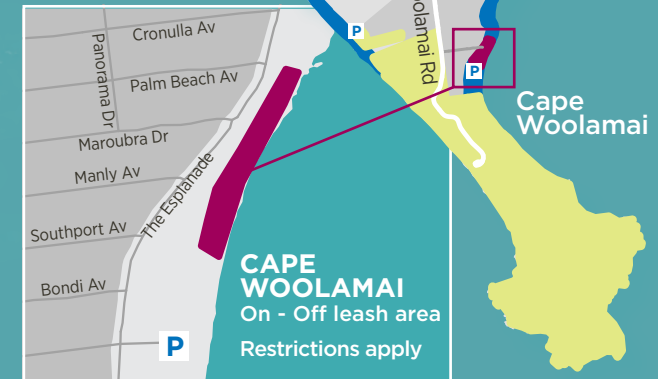 Cronulla Av
Panorama Dr
Palm Beach Av
Maroubra Dr
Manly Av
The Esplanade
Southport Av
Bondi Av
P
CAPE
WOOLAMAI
On - Off leash area
Restrictions apply
P
oolamai Rd
P
Cape
Woolamai